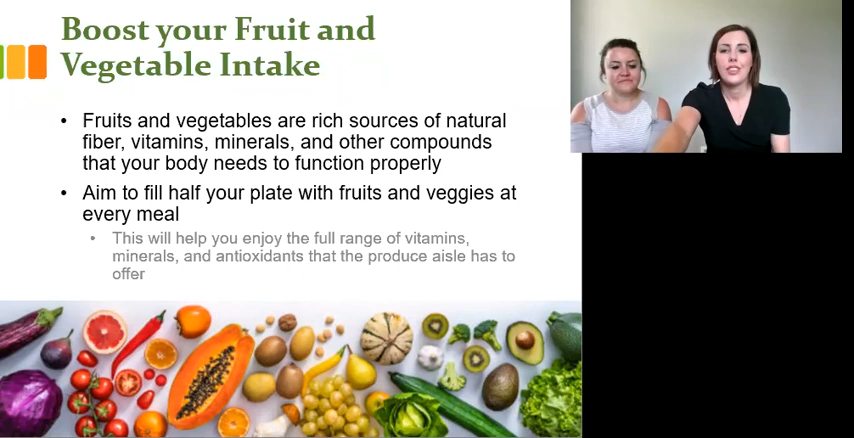 Boost your Fruit and
Vegetable Intake
• Fruits and vegetables are rich sources of natural
fiber, vitamins, minerals, and other compounds
that your body needs to function properly
• Aim to fill half your plate with fruits and veggies at
every meal
• This will help you enjoy the full range of vitamins,
minerals, and antioxidants that the produce aisle has to
offer